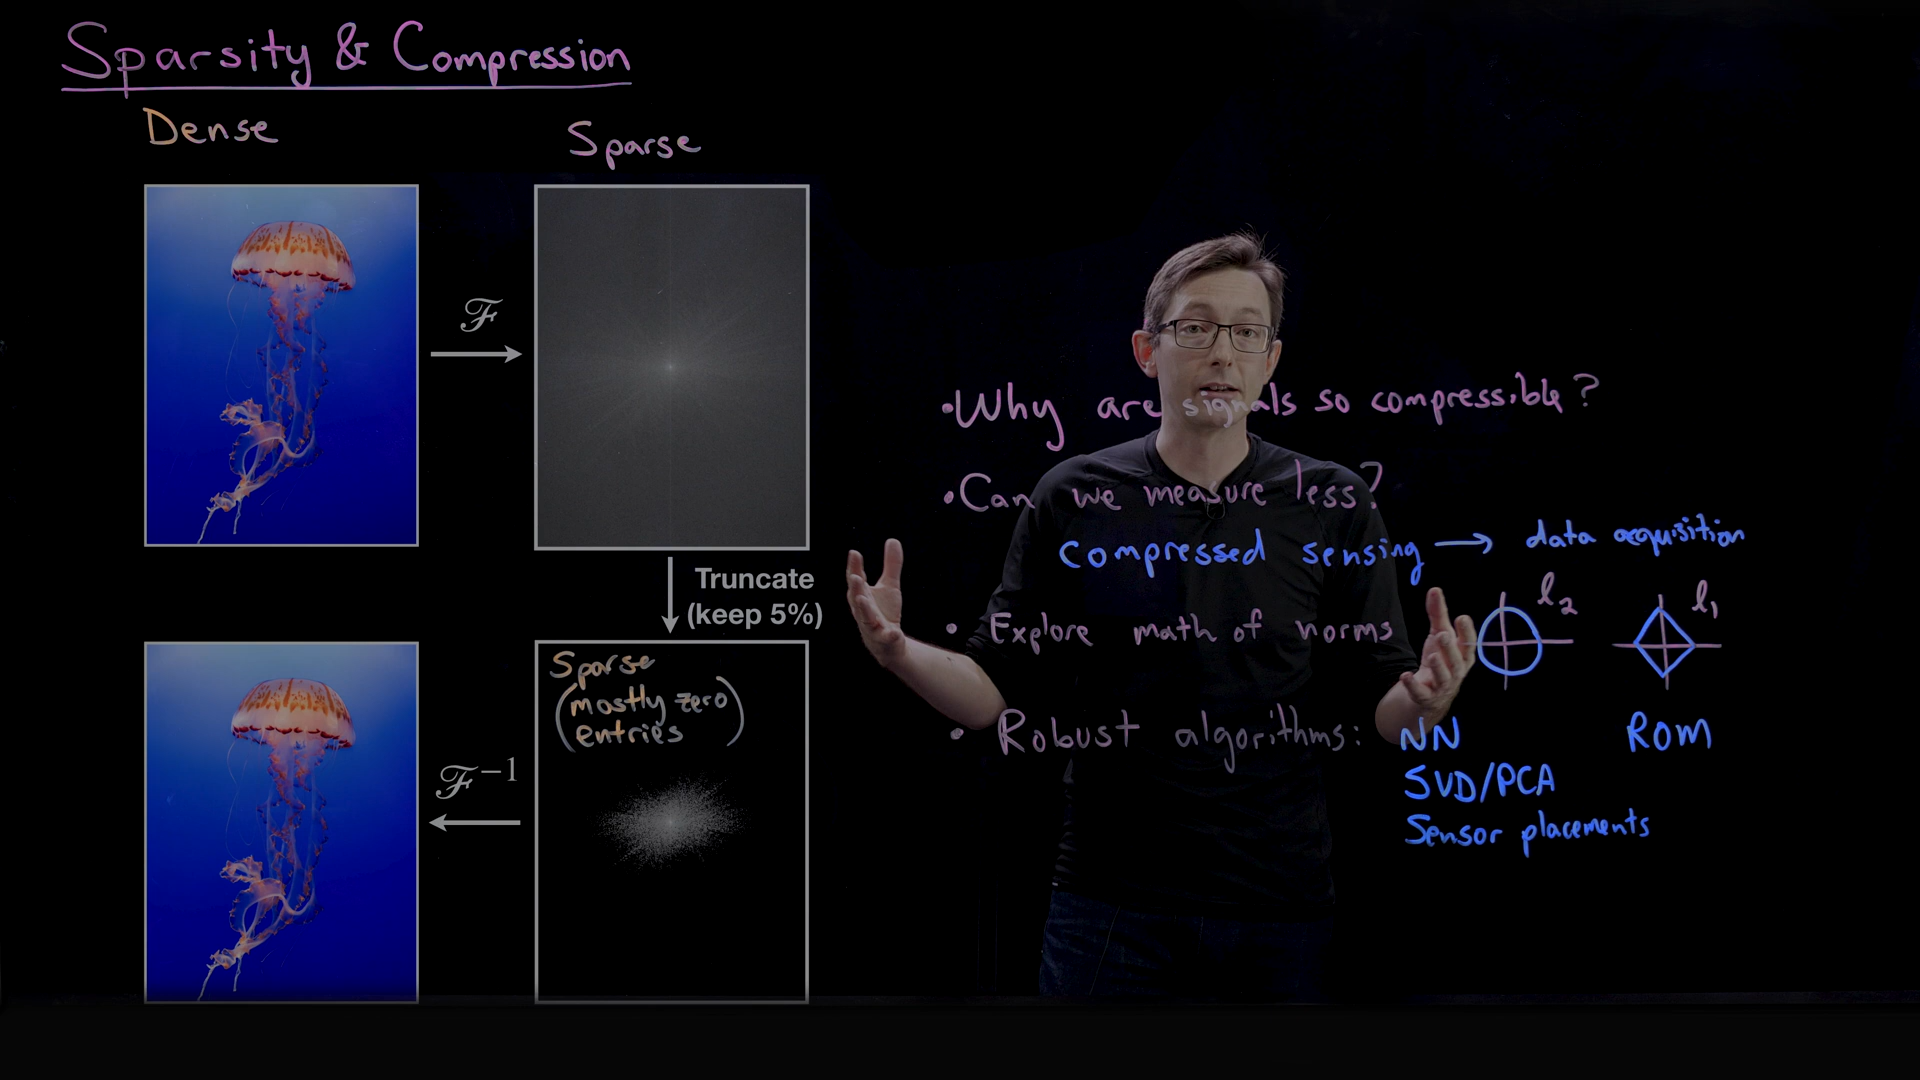 Sparsity & Compression
Dense
Sparse
ℱ
Truncate
(keep 5%)
Sparse
(mostly zero
entries)
ℱ⁻¹
• Why are signals so compressible?
• Can we measure less?
compressed sensing → data acquisition
• Explore math of norms
l₂
l₁
• Robust algorithms: NN
ROM
SVD/PCA
Sensor placements